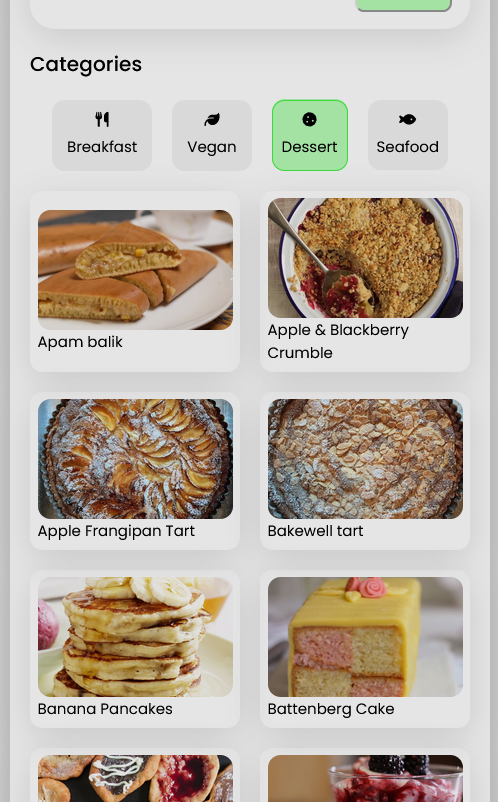 Categories
Breakfast
Vegan
Dessert
Seafood
Apam balik
Apple & Blackberry
Crumble
Apple Frangipan Tart
Bakewell tart
Banana Pancakes
Battenberg Cake